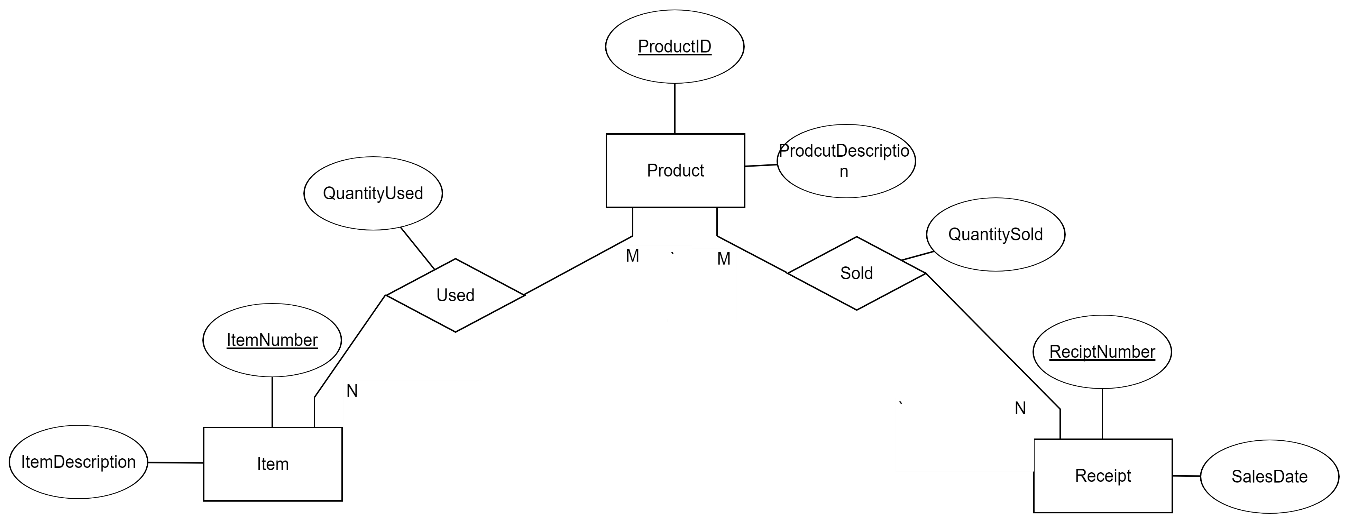 ProductID
ProdcutDescriptio
n
Product
QuantityUsed
QuantitySold
M
M
Sold
Used
ItemNumber
ReciptNumber
N
N
ItemDescription
Item
Receipt
SalesDate